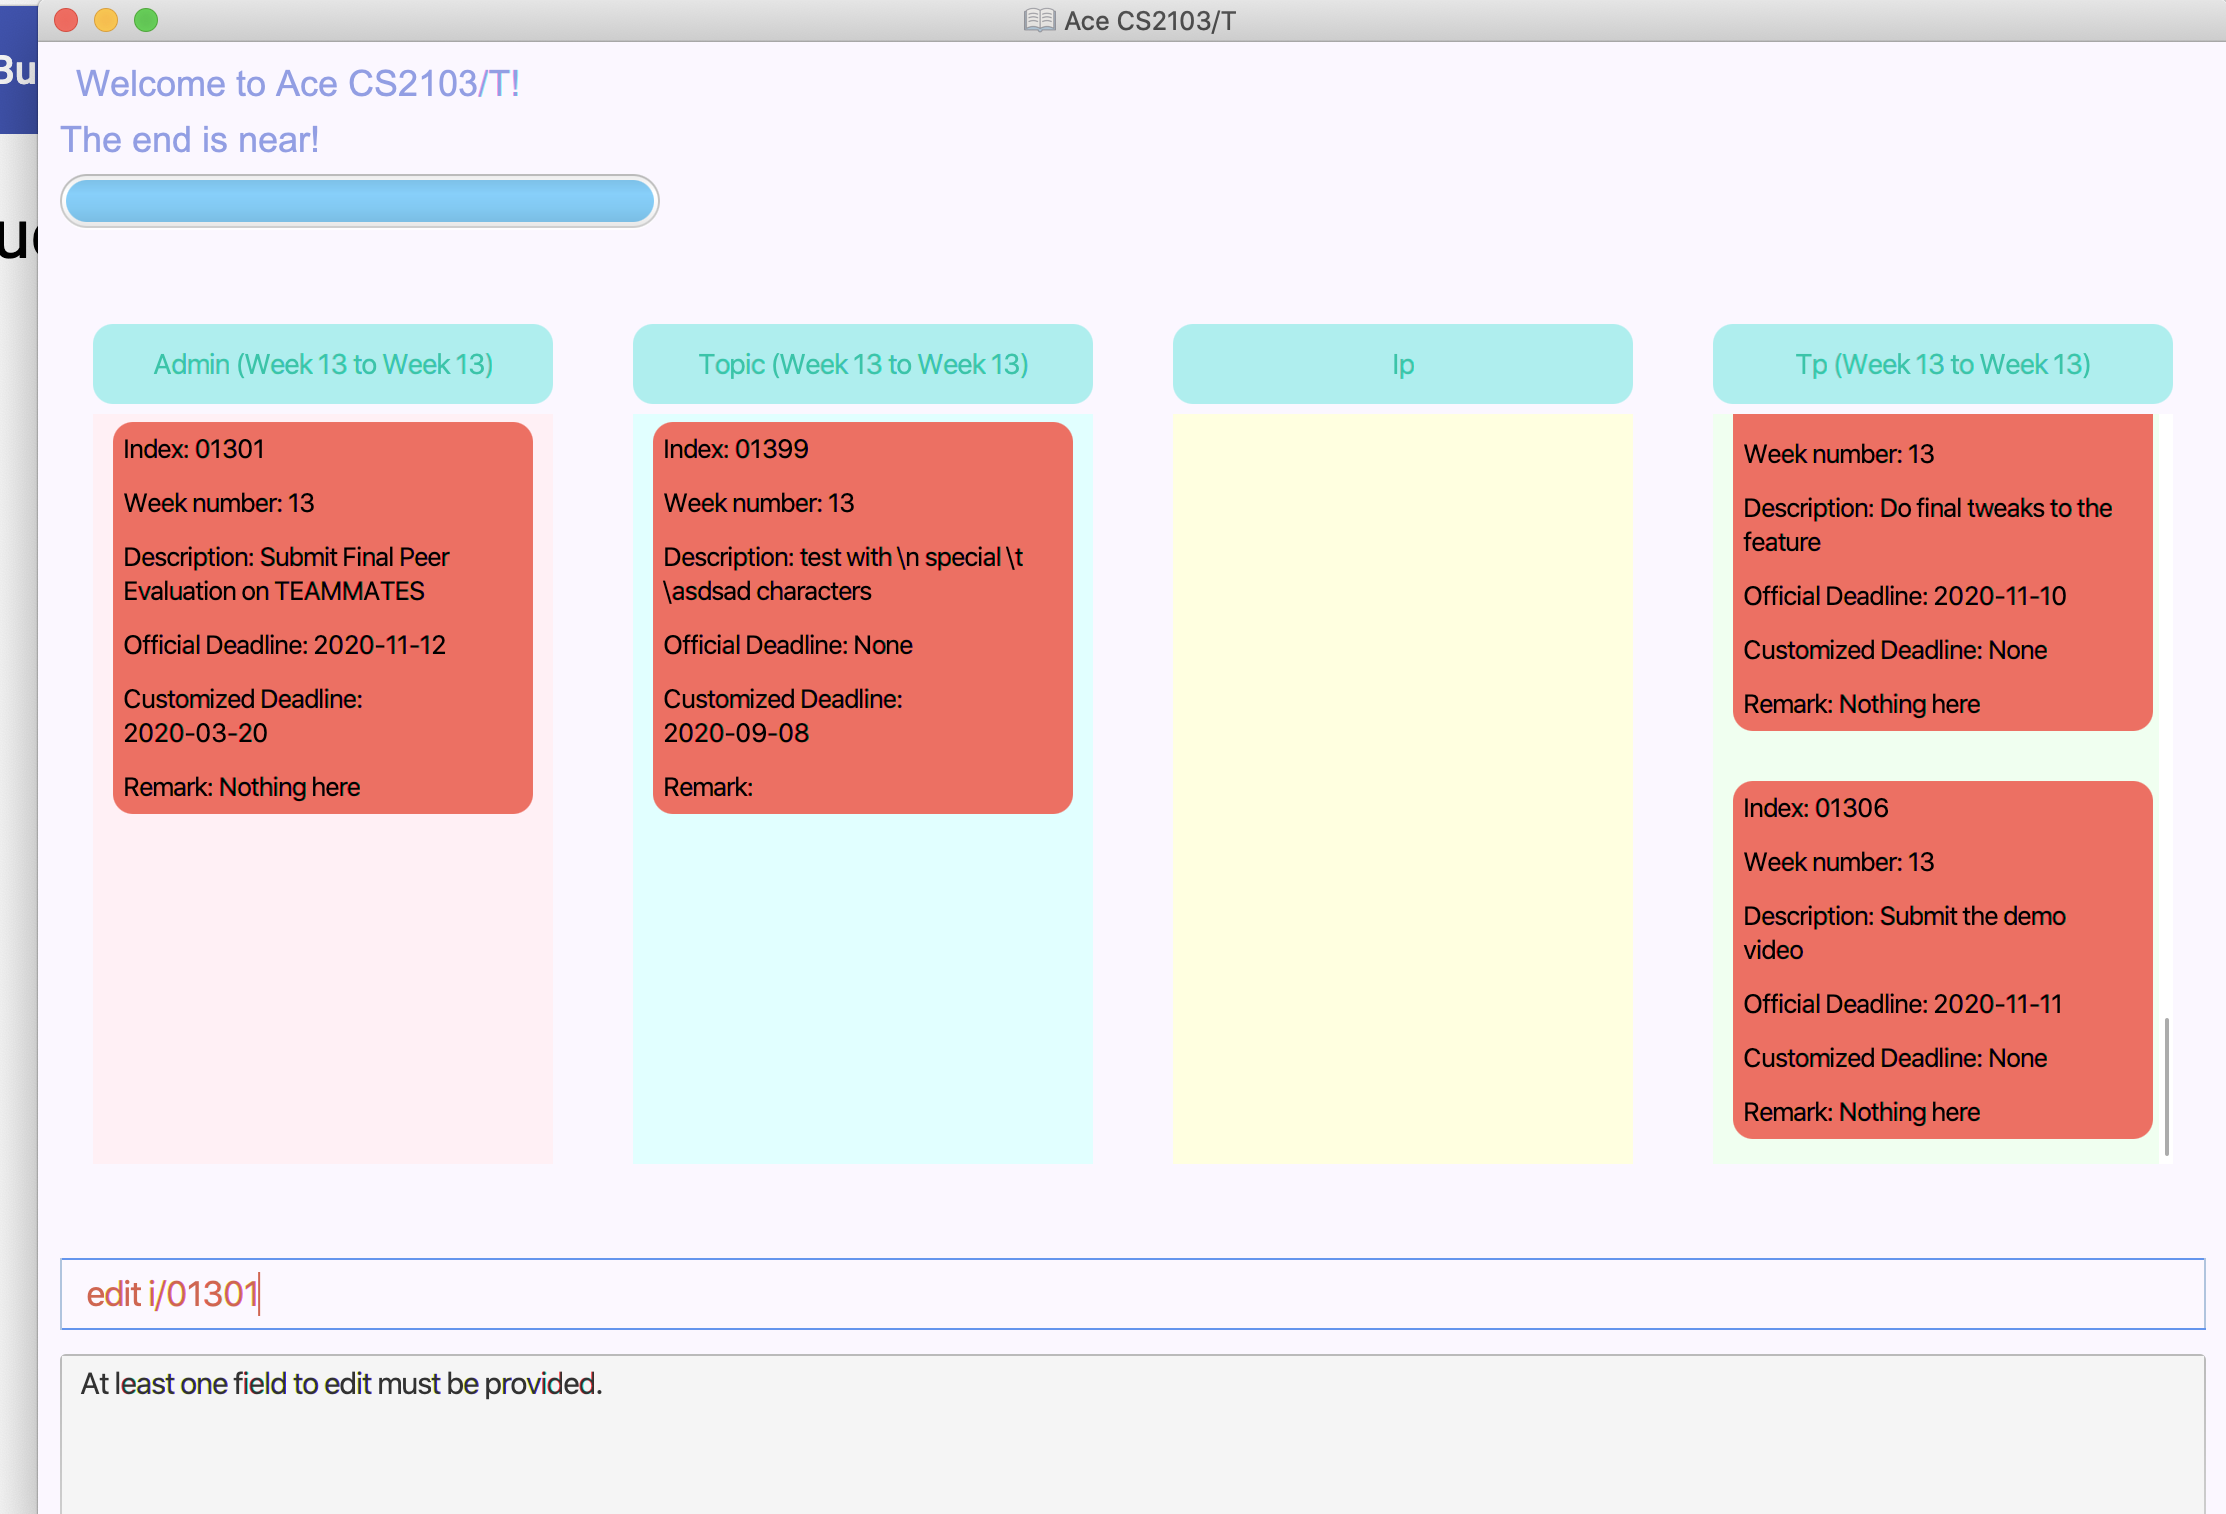 Ace CS2103/T
Bu
Welcome to Ace CS2103/T!
The end is near!
Admin (Week 13 to Week 13)
Index: 01301
Week number: 13
Description: Submit Final Peer
Evaluation on TEAMMATES
Official Deadline: 2020-11-12
Customized Deadline:
2020-03-20
Remark: Nothing here
Topic (Week 13 to Week 13)
Index: 01399
Week number: 13
Description: test with \n special \t
\asdsad characters
Official Deadline: None
Customized Deadline:
2020-09-08
Remark:
Ip
Tp (Week 13 to Week 13)
Week number: 13
Description: Do final tweaks to the
feature
Official Deadline: 2020-11-10
Customized Deadline: None
Remark: Nothing here
Index: 01306
Week number: 13
Description: Submit the demo
video
Official Deadline: 2020-11-11
Customized Deadline: None
Remark: Nothing here
edit i/01301
At least one field to edit must be provided.